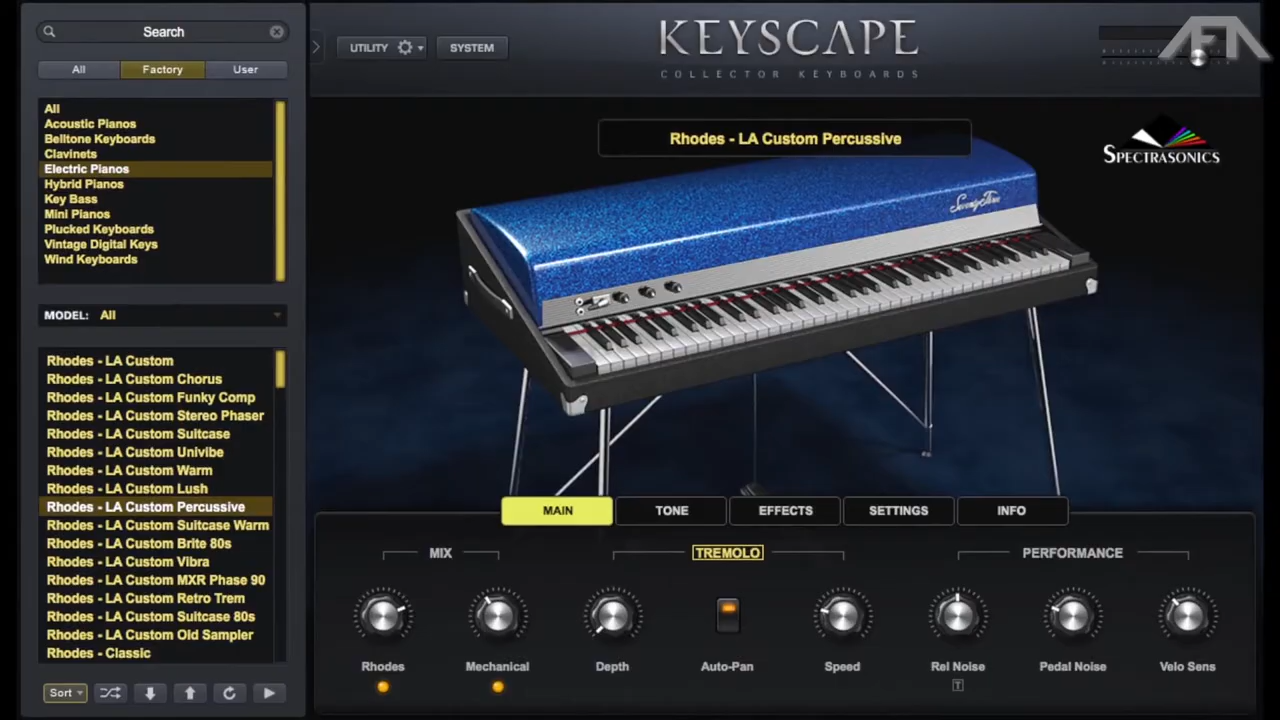 Search
All
Factory
User
All
Acoustic Pianos
Belltone Keyboards
Clavinets
Electric Pianos
Hybrid Pianos
Key Bass
Mini Pianos
Plucked Keyboards
Vintage Digital Keys
Wind Keyboards
MODEL: All
Rhodes - LA Custom
Rhodes - LA Custom Chorus
Rhodes - LA Custom Funky Comp
Rhodes - LA Custom Stereo Phaser
Rhodes - LA Custom Suitcase
Rhodes - LA Custom Univibe
Rhodes - LA Custom Warm
Rhodes - LA Custom Lush
Rhodes - LA Custom Percussive
Rhodes - LA Custom Suitcase Warm
Rhodes - LA Custom Brite 80s
Rhodes - LA Custom Vibra
Rhodes - LA Custom MXR Phase 90
Rhodes - LA Custom Retro Trem
Rhodes - LA Custom Suitcase 80s
Rhodes - LA Custom Old Sampler
Rhodes - Classic
Sort
UTILITY
SYSTEM
KEYSCAPE
COLLECTOR KEYBOARDS
Rhodes - LA Custom Percussive
SPECTRASONICS
Seventy Three
MAIN
TONE
EFFECTS
SETTINGS
INFO
MIX
TREMOLO
PERFORMANCE
Rhodes
Mechanical
Depth
Auto-Pan
Speed
Rel Noise
Pedal Noise
Velo Sens
T